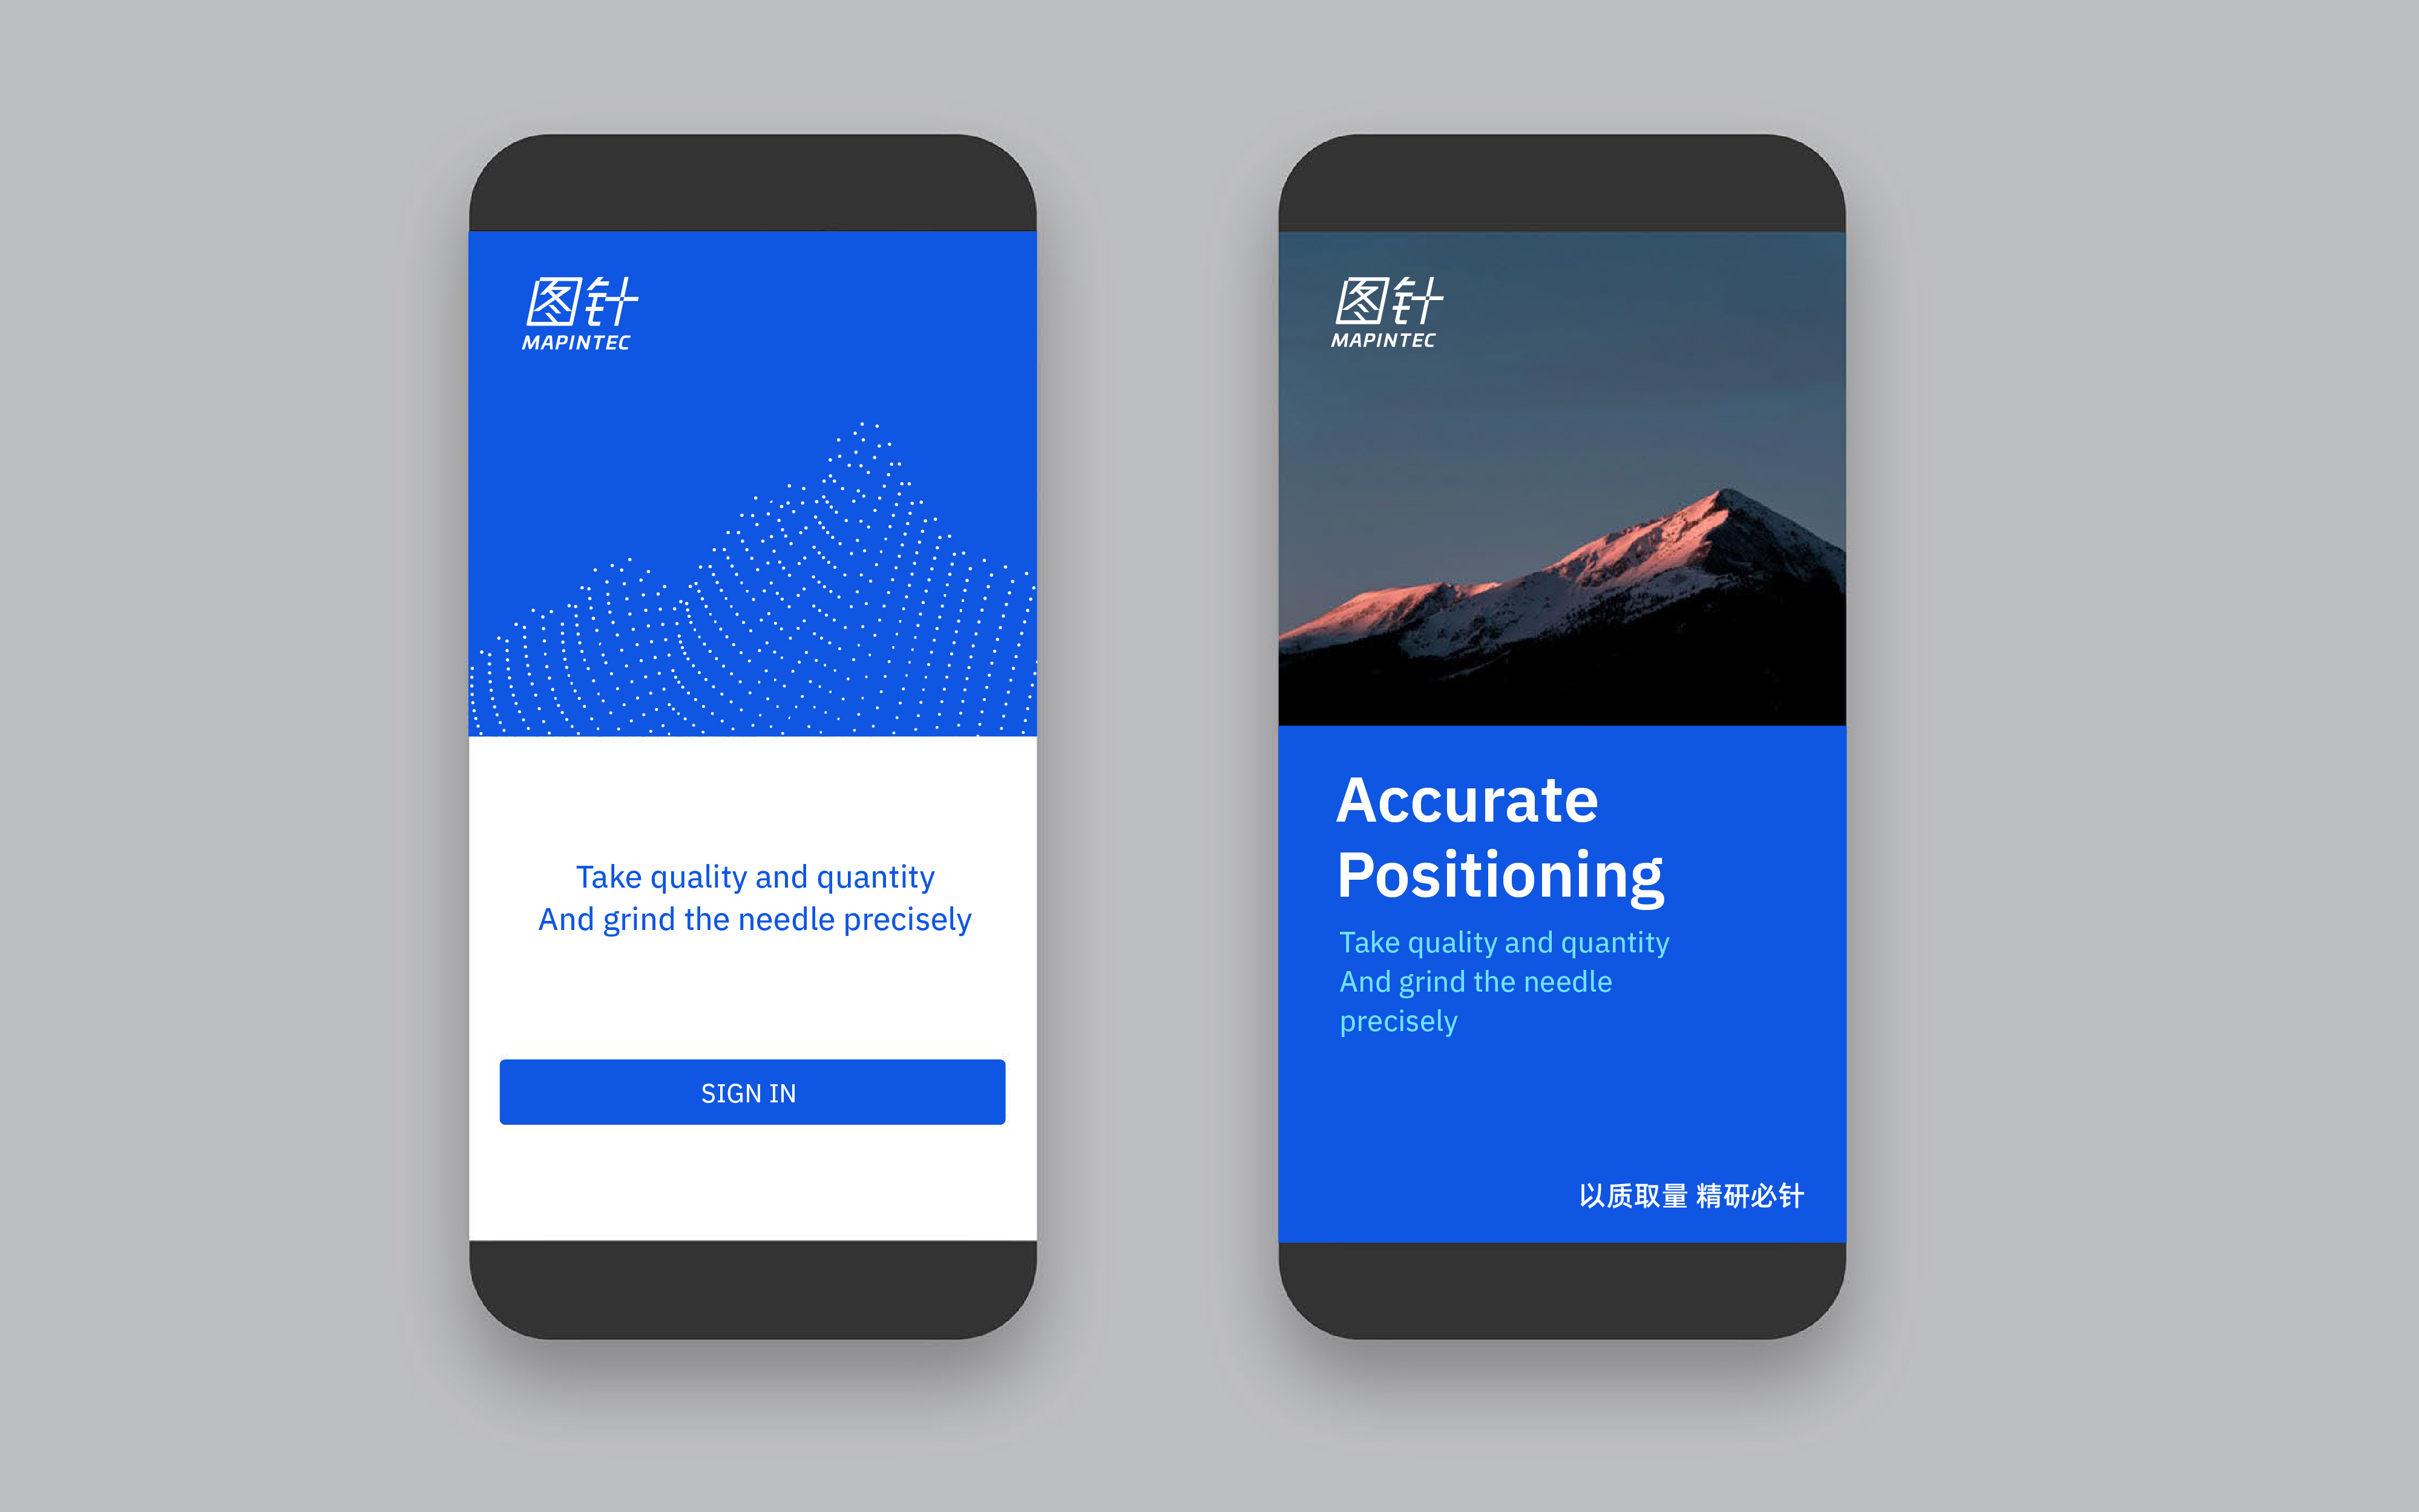 图针
MAPINTEC
Take quality and quantity
And grind the needle precisely
SIGN IN
图针
MAPINTEC
Accurate
Positioning
Take quality and quantity
And grind the needle
precisely
以质取量 精研必针